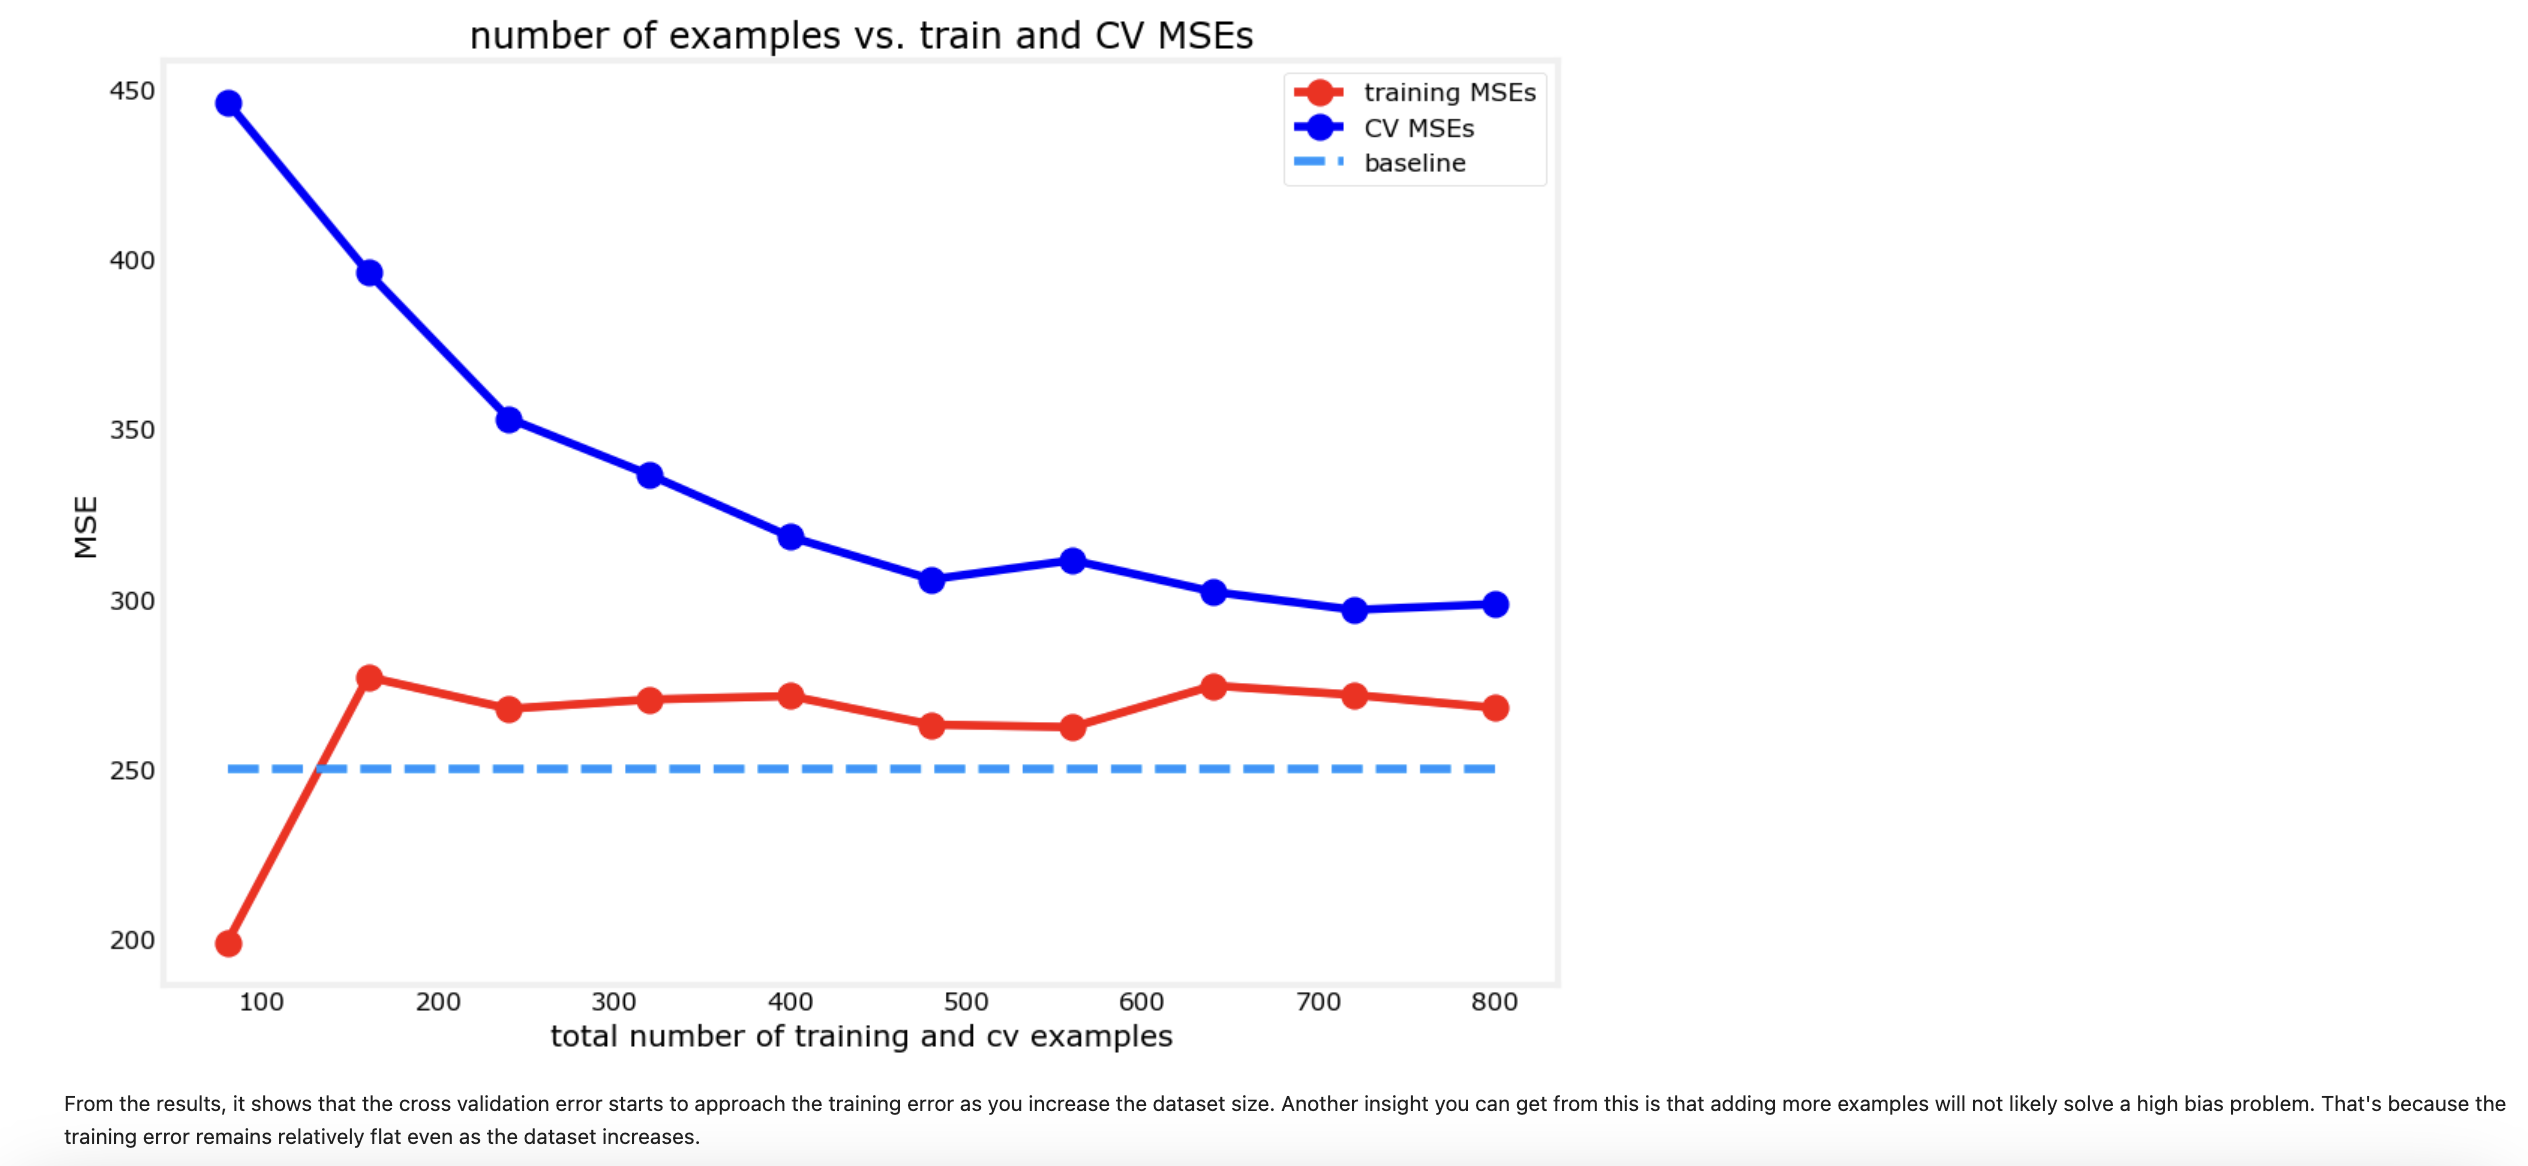 number of examples vs. train and CV MSEs
450
400
350
300
250
200
MSE
training MSEs
CV MSEs
baseline
100 200 300 400 500 600 700 800
total number of training and cv examples
From the results, it shows that the cross validation error starts to approach the training error as you increase the dataset size. Another insight you can get from this is that adding more examples will not likely solve a high bias problem. That's because the
training error remains relatively flat even as the dataset increases.